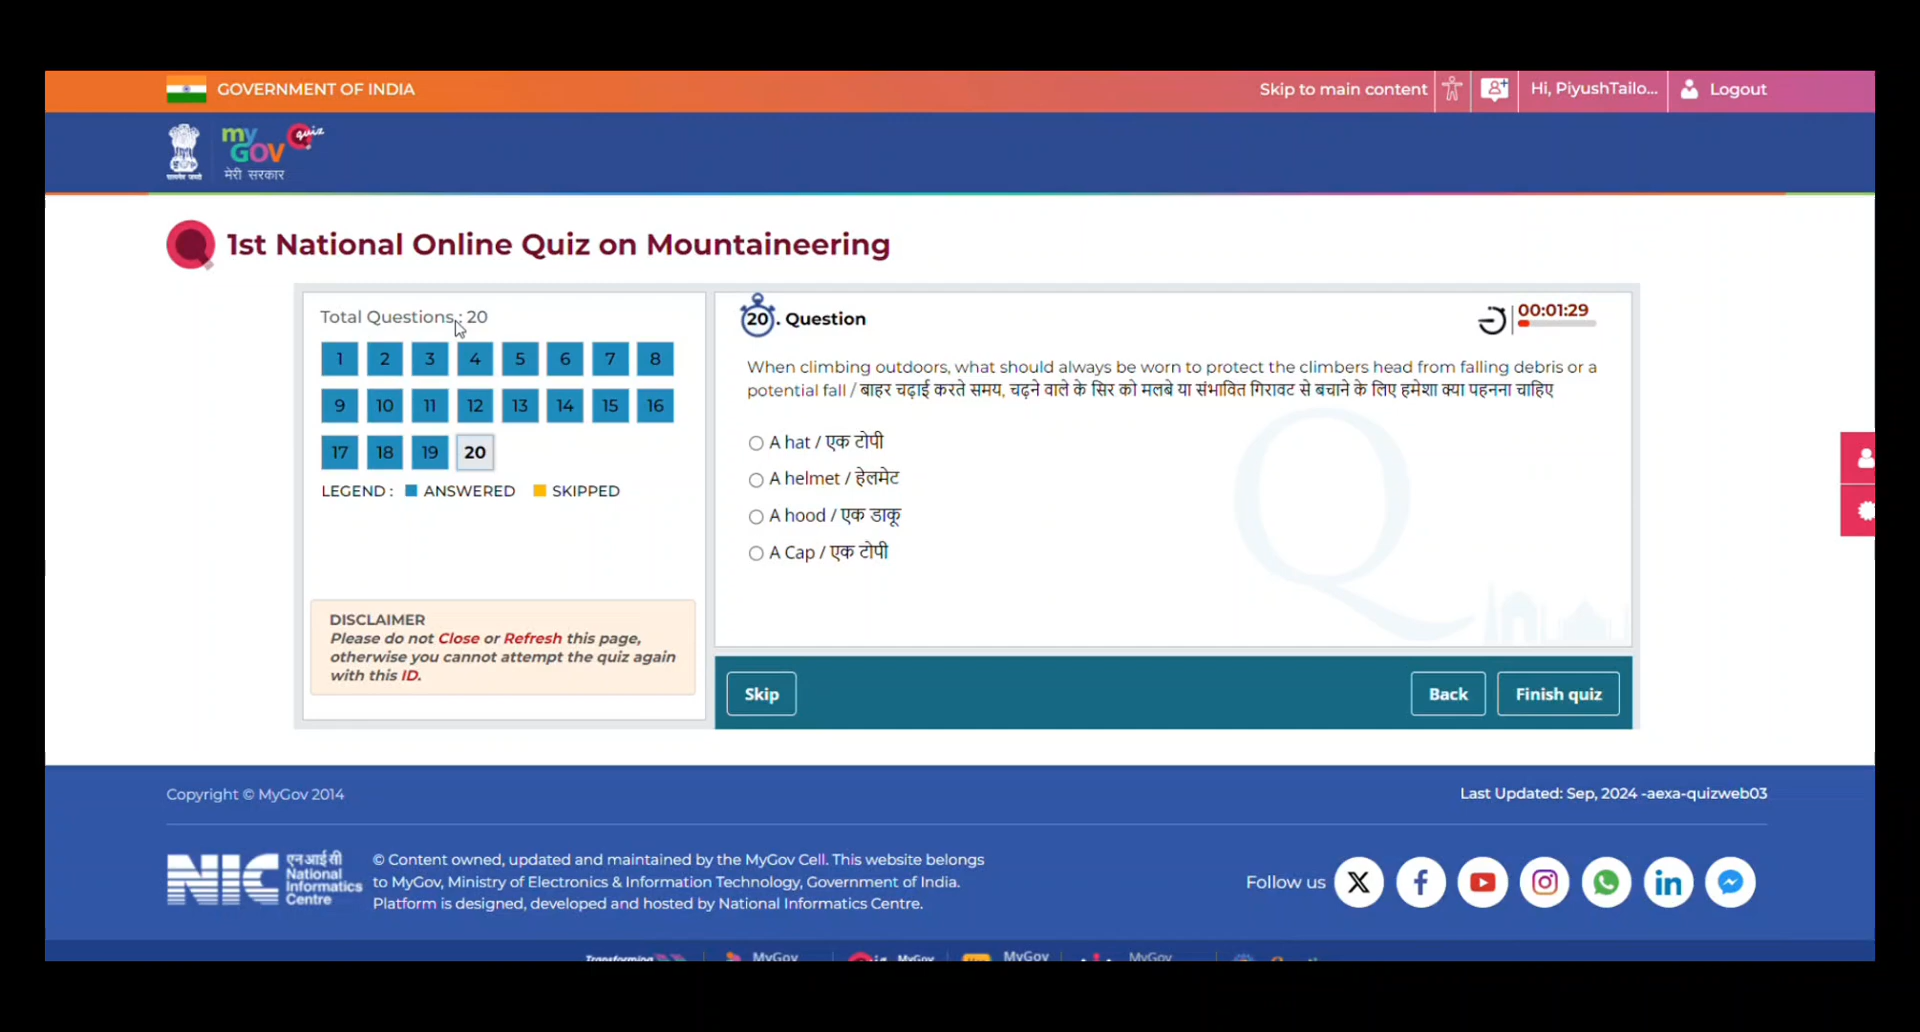 GOVERNMENT OF INDIA
Skip to main content
Hi, PiyushTailo...
Logout
my quiz
GOV
मेरी सरकार
1st National Online Quiz on Mountaineering
Total Questions : 20
1 2 3 4 5 6 7 8
9 10 11 12 13 14 15 16
17 18 19 20
LEGEND : ANSWERED SKIPPED
DISCLAIMER
Please do not Close or Refresh this page,
otherwise you cannot attempt the quiz again
with this ID.
20 . Question
00:01:29
When climbing outdoors, what should always be worn to protect the climbers head from falling debris or a
potential fall / बाहर चढ़ाई करते समय, चढ़ने वाले के सिर को मलबे या संभावित गिरावट से बचाने के लिए हमेशा क्या पहनना चाहिए
A hat / एक टोपी
A helmet / हेलमेट
A hood / एक डाकू
A Cap / एक टोपी
Skip
Back
Finish quiz
Copyright © MyGov 2014
Last Updated: Sep, 2024 -aexa-quizweb03
NIC
एनआईसी
National
Informatics
Centre
© Content owned, updated and maintained by the MyGov Cell. This website belongs
to MyGov, Ministry of Electronics & Information Technology, Government of India.
Platform is designed, developed and hosted by National Informatics Centre.
Follow us
Transforming
MyGov
MyGov
MyGov
MyGov